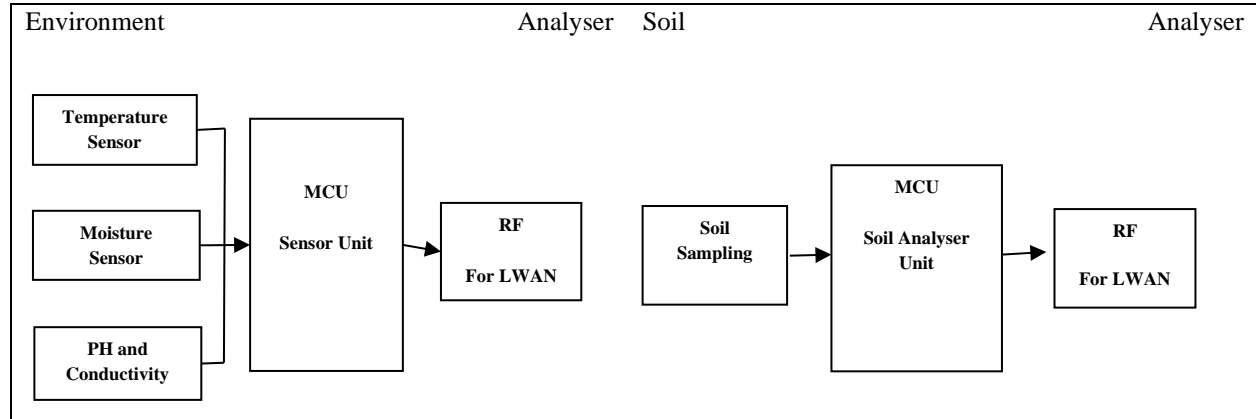 Environment Analyser Soil Analyser
Temperature
Sensor
Moisture
Sensor
PH and
Conductivity
MCU
Sensor Unit
RF
For LWAN
Soil
Sampling
MCU
Soil Analyser
Unit
RF
For LWAN